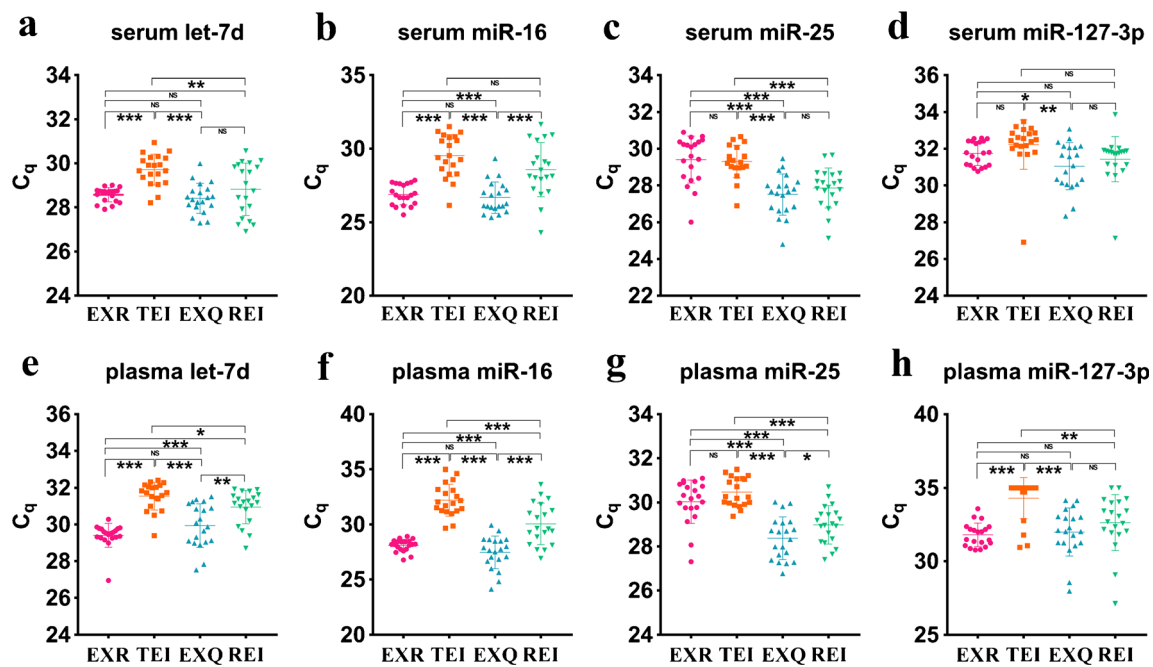 a
serum let-7d
Cq
34
32
30
28
26
24
**
NS
NS
*** ***
NS
EXR TEI EXQ REI
b
serum miR-16
Cq
35
30
25
20
NS
***
NS
*** *** ***
EXR TEI EXQ REI
c
serum miR-25
Cq
34
32
30
28
26
24
22
***
***
***
NS *** NS
EXR TEI EXQ REI
d
serum miR-127-3p
Cq
36
34
32
30
28
26
24
NS
NS
*
NS ** NS
EXR TEI EXQ REI
e
plasma let-7d
Cq
36
34
32
30
28
26
24
*
***
NS
*** ***
**
EXR TEI EXQ REI
f
plasma miR-16
Cq
40
35
30
25
20
***
***
NS
*** *** ***
EXR TEI EXQ REI
g
plasma miR-25
Cq
34
32
30
28
26
24
***
***
***
NS *** *
EXR TEI EXQ REI
h
plasma miR-127-3p
Cq
40
35
30
25
**
NS
*** *** NS
EXR TEI EXQ REI